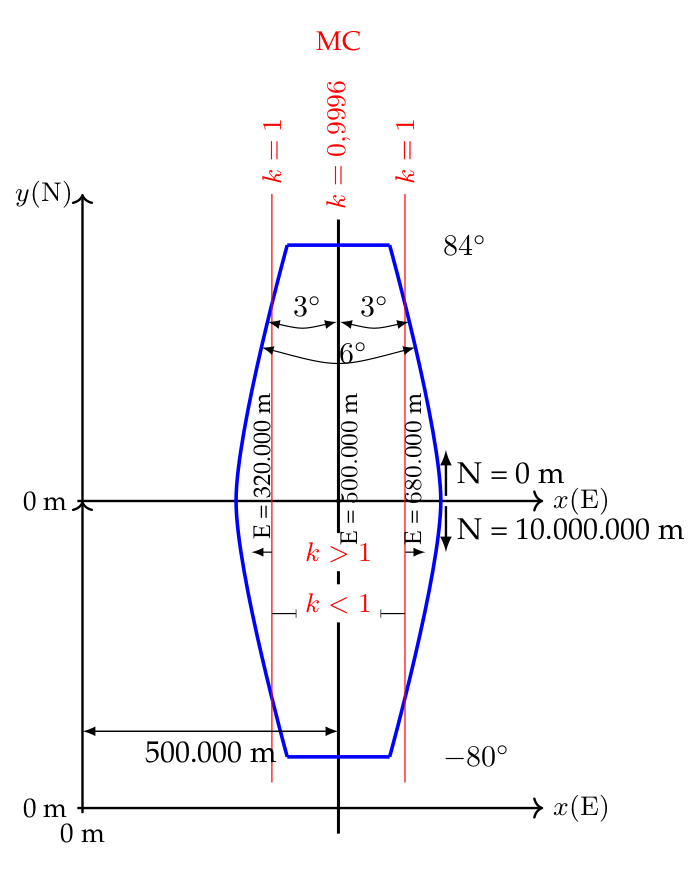 MC
k = 1
k = 0,9996
k = 1
y(N)
84°
3°
3°
6°
E = 320.000 m
E = 500.000 m
E = 680.000 m
N = 0 m
0 m
x(E)
N = 10.000.000 m
k > 1
k < 1
500.000 m
−80°
0 m
x(E)
0 m